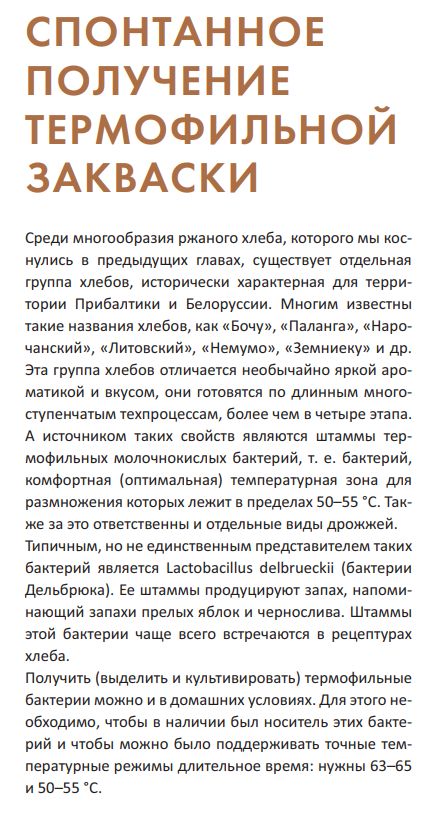 СПОНТАННОЕ
ПОЛУЧЕНИЕ
ТЕРМОФИЛЬНОЙ
ЗАКВАСКИ
Среди многообразия ржаного хлеба, которого мы кос-
нулись в предыдущих главах, существует отдельная
группа хлебов, исторически характерная для терри-
тории Прибалтики и Белоруссии. Многим известны
такие названия хлебов, как «Бочу», «Паланга», «Наро-
чанский», «Литовский», «Немумо», «Земниеку» и др.
Эта группа хлебов отличается необычайно яркой аро-
матикой и вкусом, они готовятся по длинным много-
ступенчатым техпроцессам, более чем в четыре этапа.
А источником таких свойств являются штаммы тер-
мофильных молочнокислых бактерий, т. е. бактерий,
комфортная (оптимальная) температурная зона для
размножения которых лежит в пределах 50–55 °С. Так-
же за это ответственны и отдельные виды дрожжей.
Типичным, но не единственным представителем таких
бактерий является Lactobacillus delbrueckii (бактерии
Дельбрюка). Ее штаммы продуцируют запах, напоми-
нающий запахи прелых яблок и чернослива. Штаммы
этой бактерии чаще всего встречаются в рецептурах
хлеба.
Получить (выделить и культивировать) термофильные
бактерии можно и в домашних условиях. Для этого не-
обходимо, чтобы в наличии был носитель этих бакте-
рий и чтобы можно было поддерживать точные тем-
пературные режимы длительное время: нужны 63–65
и 50–55 °С.